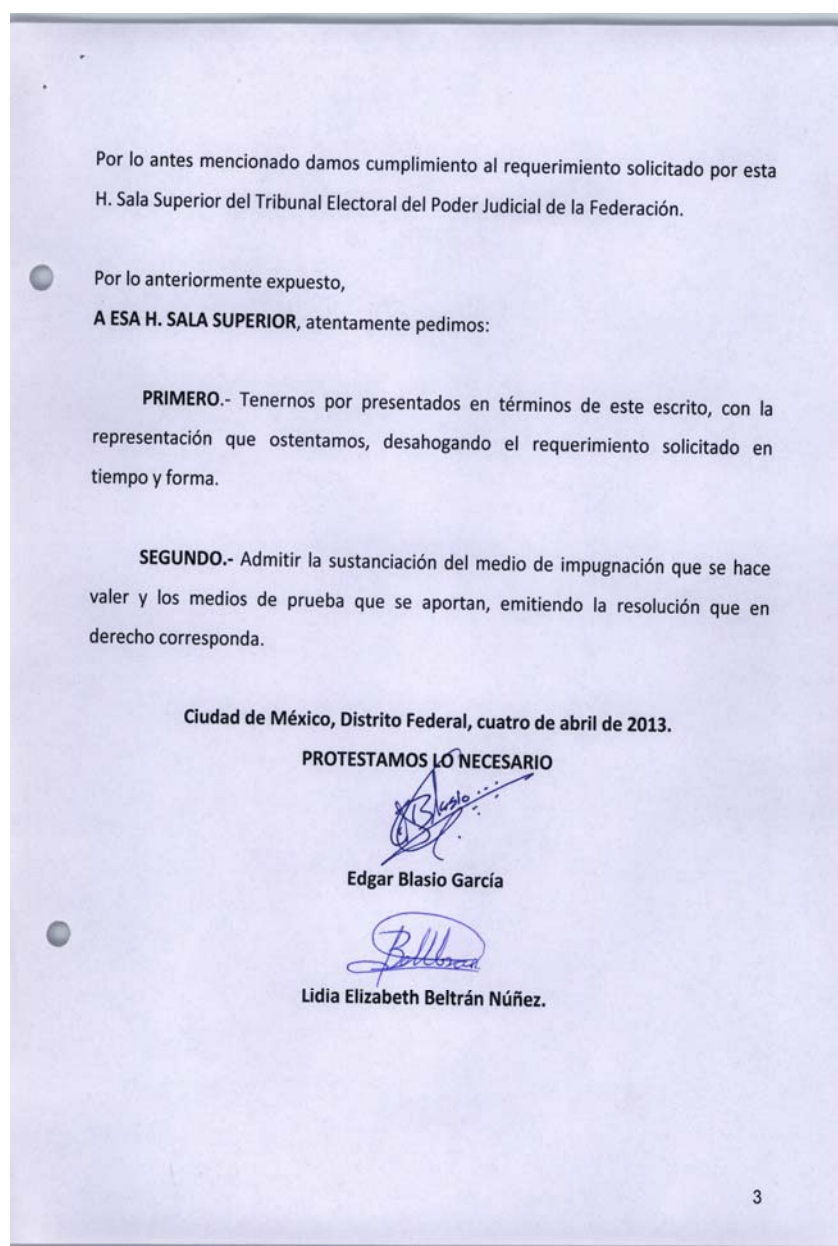 Por lo antes mencionado damos cumplimiento al requerimiento solicitado por esta
H. Sala Superior del Tribunal Electoral del Poder Judicial de la Federación.
Por lo anteriormente expuesto,
A ESA H. SALA SUPERIOR, atentamente pedimos:
PRIMERO.- Tenernos por presentados en términos de este escrito, con la
representación que ostentamos, desahogando el requerimiento solicitado en
tiempo y forma.
SEGUNDO.- Admitir la sustanciación del medio de impugnación que se hace
valer y los medios de prueba que se aportan, emitiendo la resolución que en
derecho corresponda.
Ciudad de México, Distrito Federal, cuatro de abril de 2013.
PROTESTAMOS LO NECESARIO
Blasio
Edgar Blasio García
Lidia Elizabeth Beltrán Núñez.
3